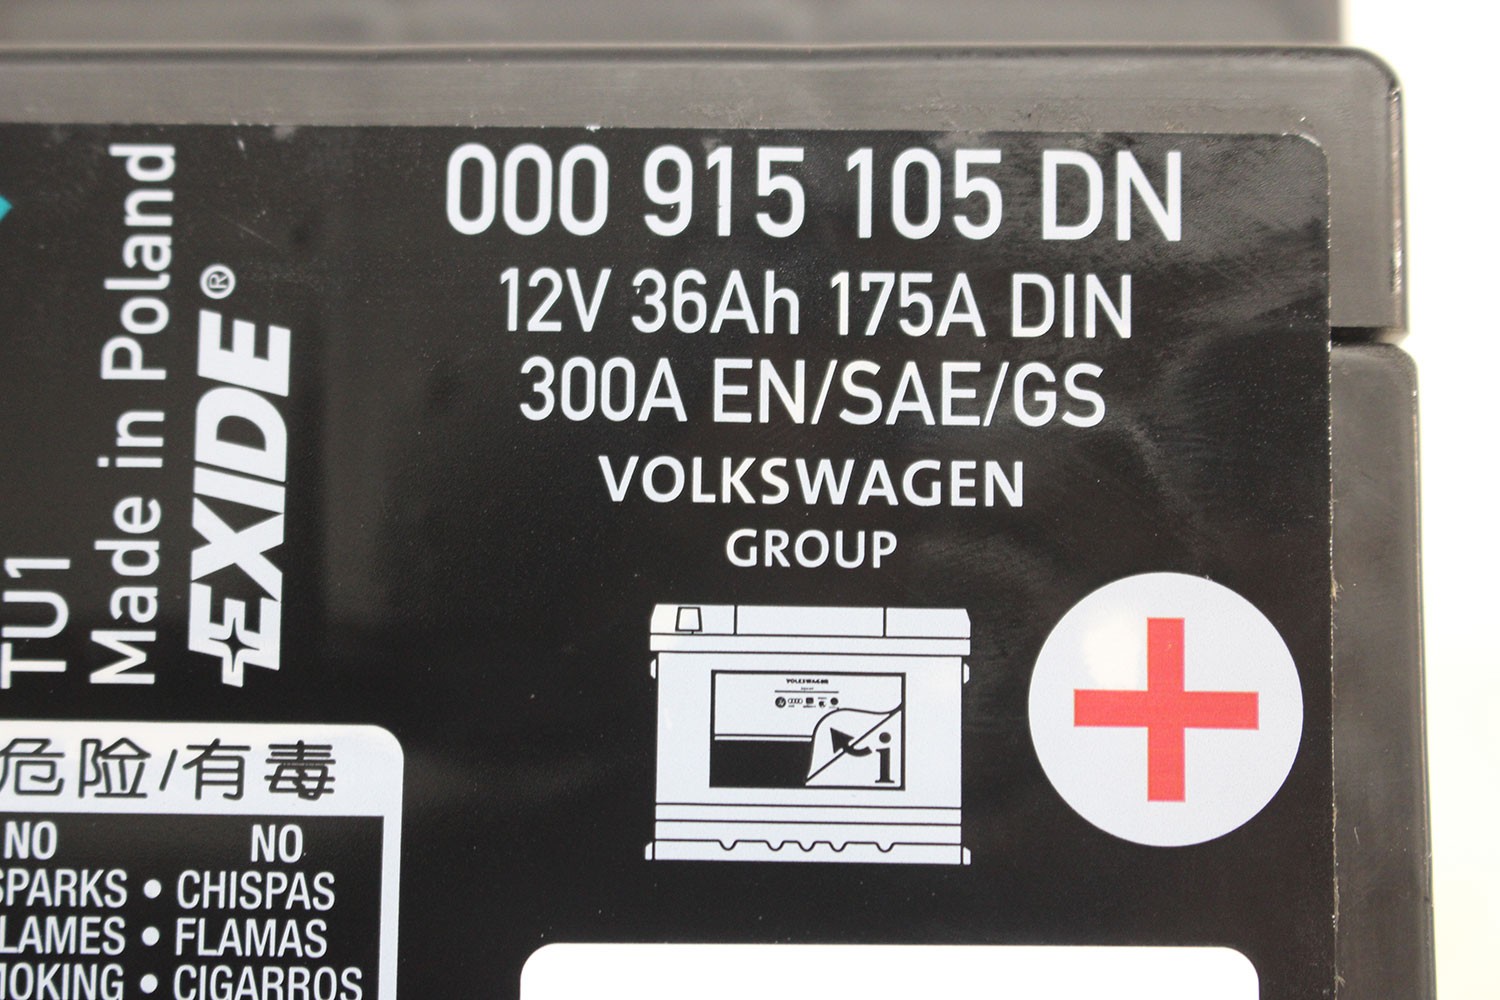 000 915 105 DN
12V 36Ah 175A DIN
300A EN/SAE/GS
VOLKSWAGEN
GROUP
TU1
Made in Poland
EXIDE®
危险/有毒
NO NO
SPARKS • CHISPAS
FLAMAS
CIGARROS
VOLKSWAGEN
i